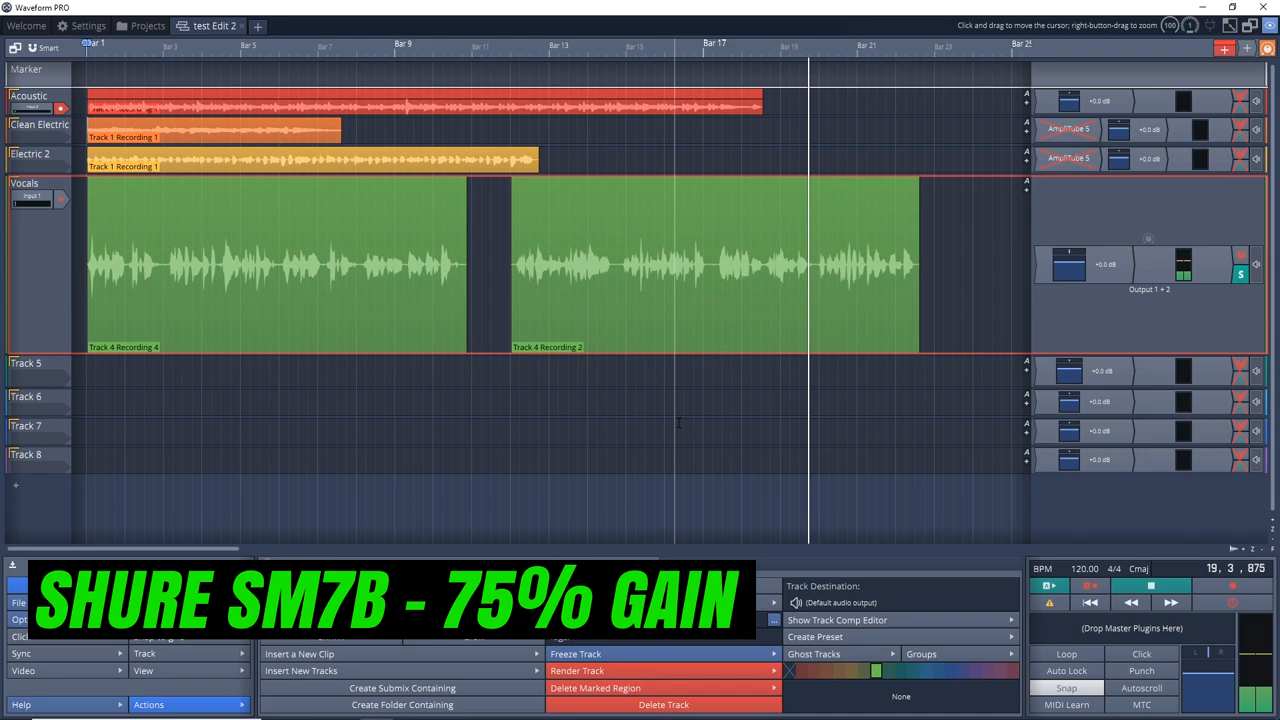 Waveform PRO
Welcome
Settings
Projects
test Edit 2
Click and drag to move the cursor; right-button-drag to zoom
100
1
Smart
Bar 1
Bar 3
Bar 5
Bar 7
Bar 9
Bar 11
Bar 13
Bar 15
Bar 17
Bar 19
Bar 21
Bar 23
Bar 25
Marker
Acoustic
A
+0.0 dB
Clean Electric
Track 1 Recording 1
A
AmpliTube 5
+0.0 dB
Electric 2
Track 1 Recording 1
A
AmpliTube 5
+0.0 dB
Vocals
Input 1
A
+0.0 dB
S
Output 1 + 2
Track 4 Recording 4
Track 4 Recording 2
Track 5
A
+0.0 dB
Track 6
A
+0.0 dB
Track 7
A
+0.0 dB
Track 8
A
+0.0 dB
SHURE SM7B - 75% GAIN
File
Sync
Track
Video
View
Help
Actions
Insert a New Clip
Insert New Tracks
Create Submix Containing
Create Folder Containing
Freeze Track
Render Track
Delete Marked Region
Delete Track
Track Destination:
(Default audio output)
Show Track Comp Editor
Create Preset
Ghost Tracks
Groups
None
BPM 120.00 4/4 Cmaj
19, 3, 875
(Drop Master Plugins Here)
Loop
Click
L
R
Auto Lock
Punch
Snap
Autoscroll
MIDI Learn
MTC